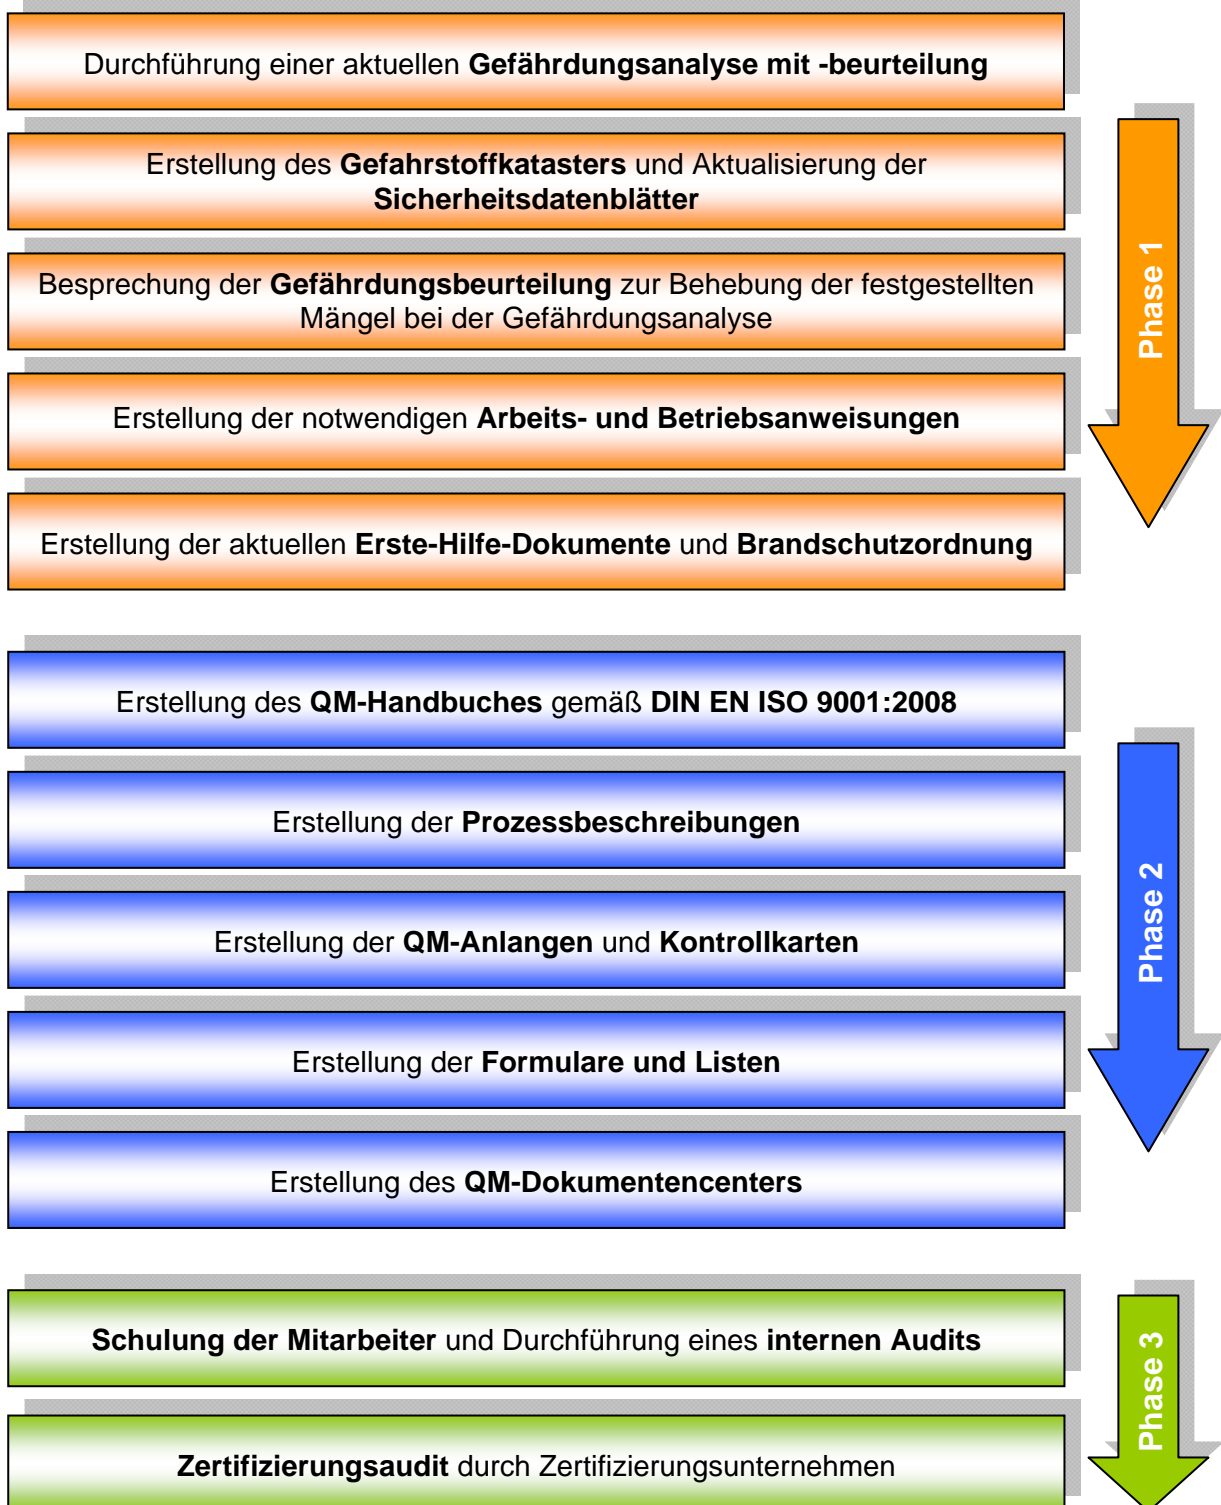 Durchführung einer aktuellen Gefährdungsanalyse mit -beurteilung
Erstellung des Gefahrstoffkatasters und Aktualisierung der
Sicherheitsdatenblätter
Besprechung der Gefährdungsbeurteilung zur Behebung der festgestellten
Mängel bei der Gefährdungsanalyse
Erstellung der notwendigen Arbeits- und Betriebsanweisungen
Erstellung der aktuellen Erste-Hilfe-Dokumente und Brandschutzordnung
Phase 1
Erstellung des QM-Handbuches gemäß DIN EN ISO 9001:2008
Erstellung der Prozessbeschreibungen
Erstellung der QM-Anlangen und Kontrollkarten
Erstellung der Formulare und Listen
Erstellung des QM-Dokumentencenters
Phase 2
Schulung der Mitarbeiter und Durchführung eines internen Audits
Zertifizierungsaudit durch Zertifizierungsunternehmen
Phase 3